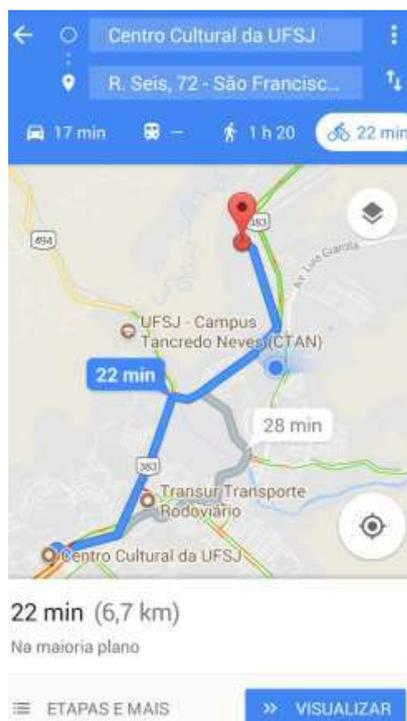 Centro Cultural da UFSJ
R. Seis, 72 - São Francisc...
17 min
–
1 h 20
22 min
494
383
Av. Luis Giarola
UFSJ - Campus
Tancredo Neves (CTAN)
22 min
28 min
383
Transur Transporte
Rodoviário
Centro Cultural da UFSJ
22 min (6,7 km)
Na maioria plano
ETAPAS E MAIS
VISUALIZAR